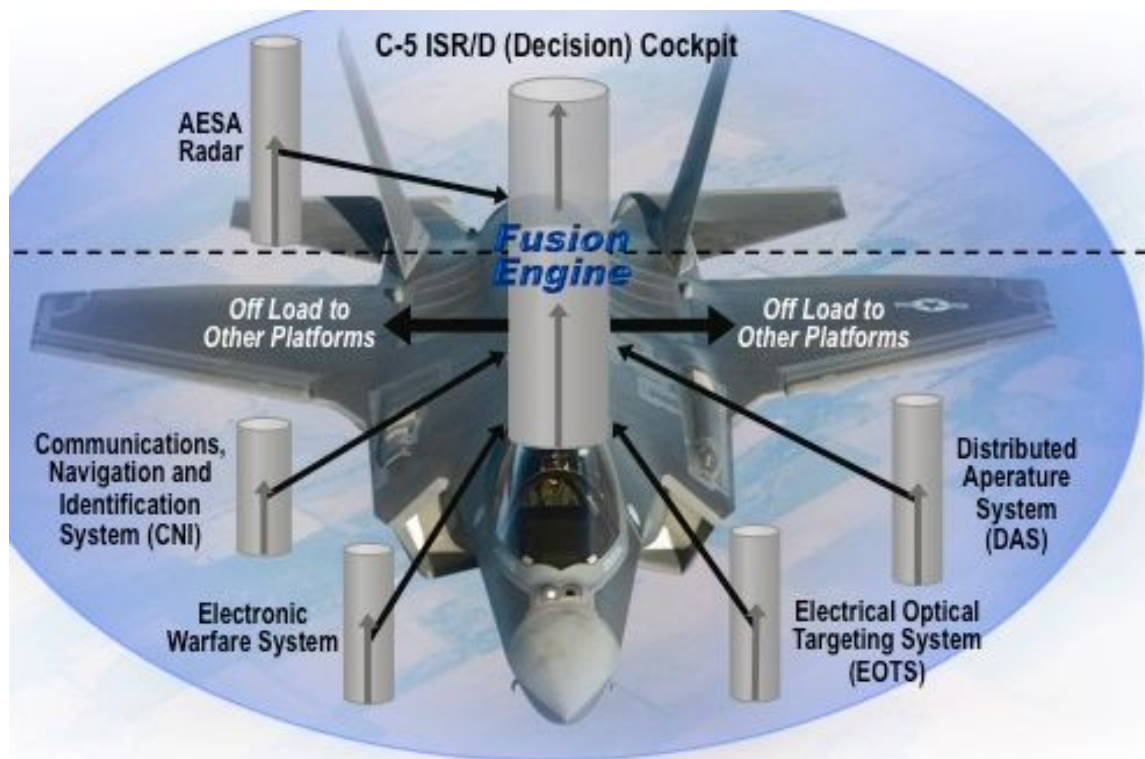 C-5 ISR/D (Decision) Cockpit
AESA
Radar
Fusion
Engine
Off Load to
Other Platforms
Off Load to
Other Platforms
Communications,
Navigation and
Identification
System (CNI)
Distributed
Aperature
System
(DAS)
Electronic
Warfare System
Electrical Optical
Targeting System
(EOTS)